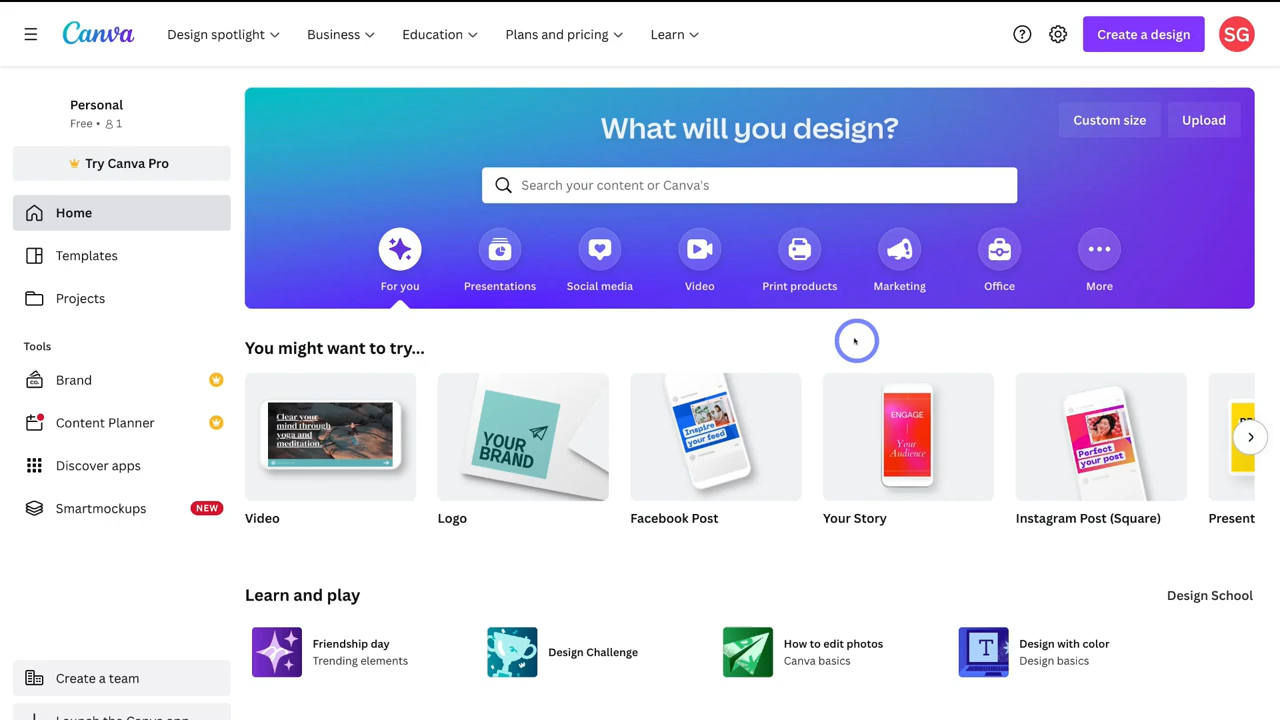 Canva
Design spotlight
Business
Education
Plans and pricing
Learn
Create a design
SG
Personal
Free • 1
Try Canva Pro
Home
Templates
Projects
Tools
Brand
Content Planner
Discover apps
Smartmockups NEW
Create a team
Launch the Canva app
What will you design?
Custom size
Upload
Search your content or Canva's
For you
Presentations
Social media
Video
Print products
Marketing
Office
More
You might want to try...
Clear your
mind through
yoga and
meditation.
Video
YOUR
BRAND
Logo
Inspire
your feed
Facebook Post
ENGAGE
Your
Audience
Your Story
Perfect
your post
Instagram Post (Square)
Present
Learn and play
Design School
Friendship day
Trending elements
Design Challenge
How to edit photos
Canva basics
T
Design with color
Design basics